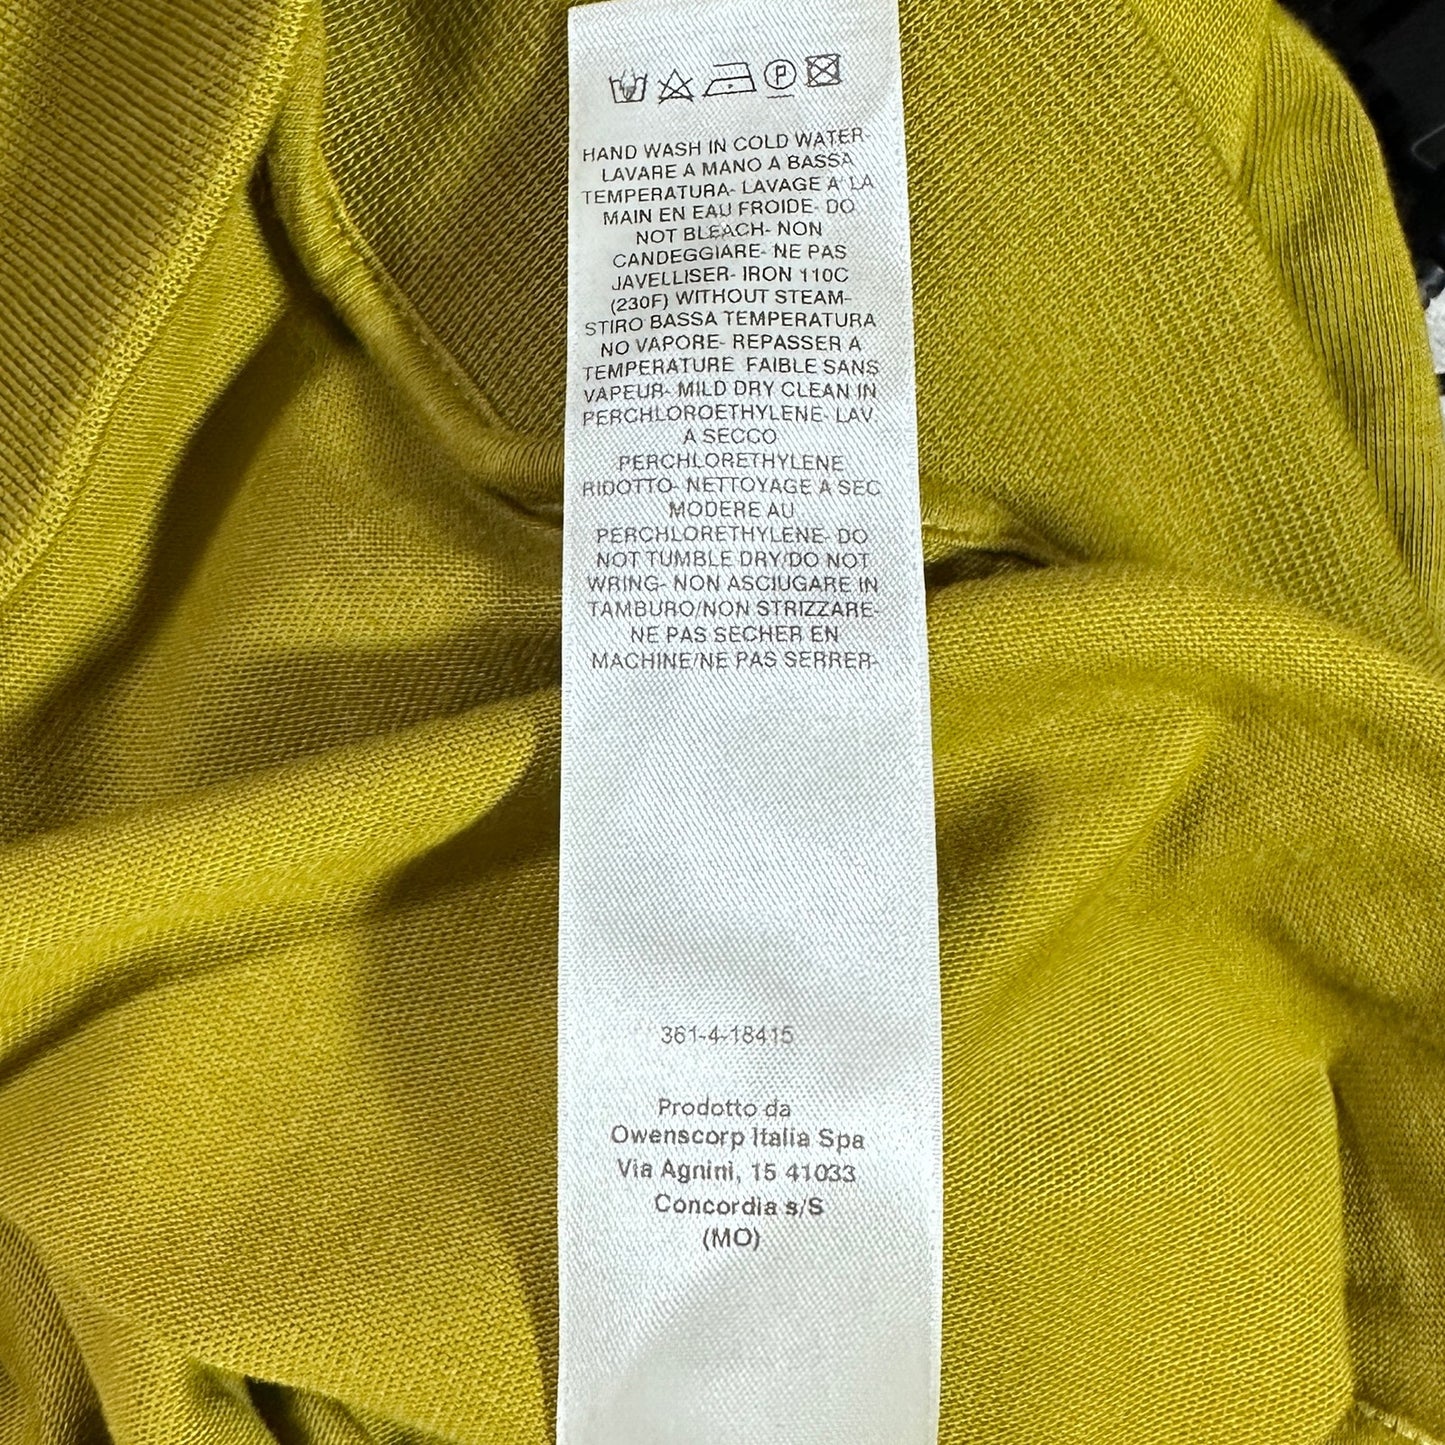 HAND WASH IN COLD WATER-
LAVARE A MANO A BASSA
TEMPERATURA- LAVAGE A LA
MAIN EN EAU FROIDE- DO
NOT BLEACH- NON
CANDEGGIARE- NE PAS
JAVELLISER- IRON 110C
(230F) WITHOUT STEAM-
STIRO BASSA TEMPERATURA
NO VAPORE- REPASSER A
TEMPERATURE FAIBLE SANS
VAPEUR- MILD DRY CLEAN IN
PERCHLOROETHYLENE- LAV.
A SECCO
PERCHLORETHYLENE
RIDOTTO- NETTOYAGE A SEC
MODERE AU
PERCHLORETHYLENE- DO
NOT TUMBLE DRY/DO NOT
WRING- NON ASCIUGARE IN
TAMBURO/NON STRIZZARE-
NE PAS SECHER EN
MACHINE/NE PAS SERRER-
361-4-18415
Prodotto da
Owenscorp Italia Spa
Via Agnini, 15 41033
Concordia s/S
(MO)